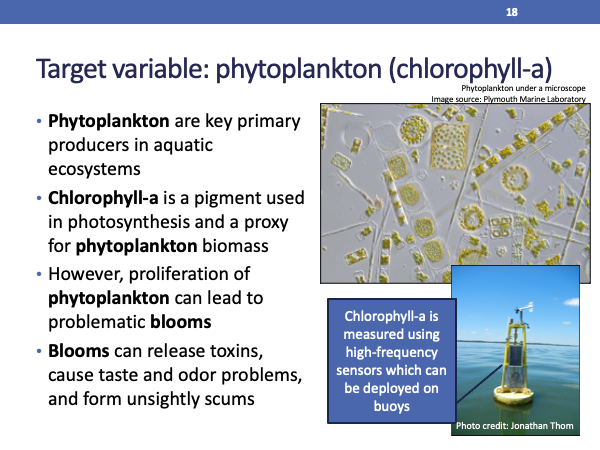 18
Target variable: phytoplankton (chlorophyll-a)
Phytoplankton under a microscope
Image source: Plymouth Marine Laboratory
• Phytoplankton are key primary
producers in aquatic
ecosystems
• Chlorophyll-a is a pigment used
in photosynthesis and a proxy
for phytoplankton biomass
• However, proliferation of
phytoplankton can lead to
problematic blooms
• Blooms can release toxins,
cause taste and odor problems,
and form unsightly scums
Chlorophyll-a is
measured using
high-frequency
sensors which can
be deployed on
buoys
Photo credit: Jonathan Thom